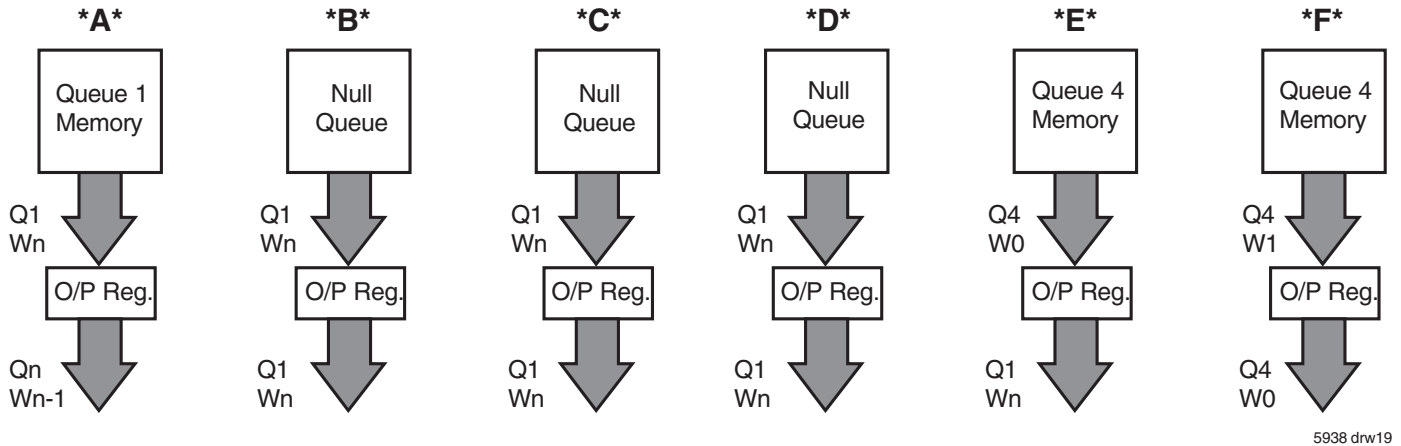 *A*
*B*
*C*
*D*
*E*
*F*
Queue 1
Memory
Null
Queue
Null
Queue
Null
Queue
Queue 4
Memory
Queue 4
Memory
Q1
Wn
Q1
Wn
Q1
Wn
Q1
Wn
Q4
W0
Q4
W1
O/P Reg.
O/P Reg.
O/P Reg.
O/P Reg.
O/P Reg.
O/P Reg.
Qn
Wn-1
Q1
Wn
Q1
Wn
Q1
Wn
Q1
Wn
Q4
W0
5938 drw19